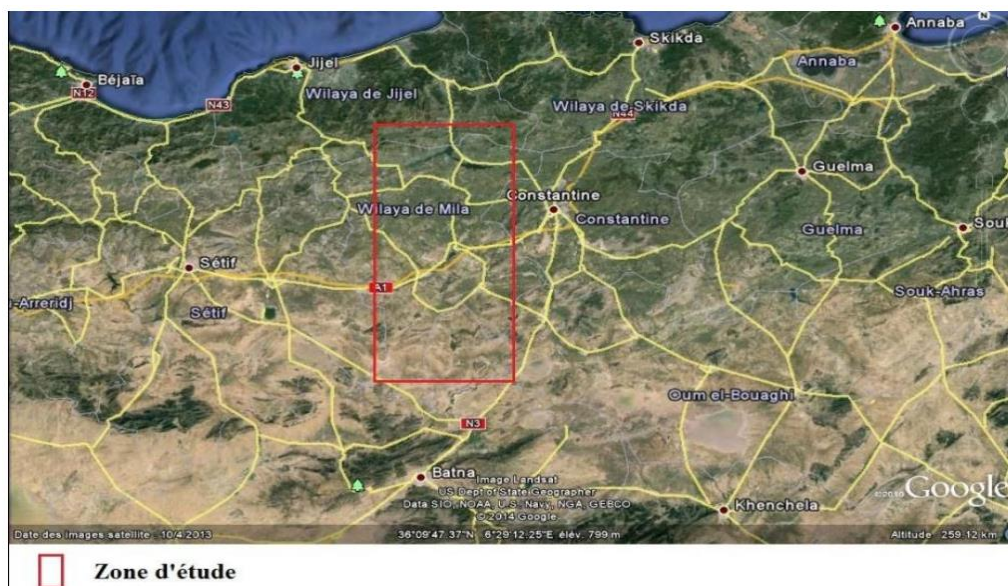 Annaba
Skikda
Jijel
Annaba
Béjaïa
N12
Wilaya de Jijel
N43
Wilaya de Skikda
N44
Guelma
Constantine
Wilaya de Mila
Constantine
Guelma
Sétif
A1
Souk-Ahras
Sétif
Oum el-Bouaghi
N3
Batna
Image Landsat
US Dept of State Geographer
Data SIO, NOAA, U.S. Navy, NGA, GEBCO
© 2014 Google
Khenchela
Google
Date des images satellite : 10/4/2013
36°09'47.37"N 6°29'12.25"E élév. 799 m
Altitude 259.12 km
Zone d'étude